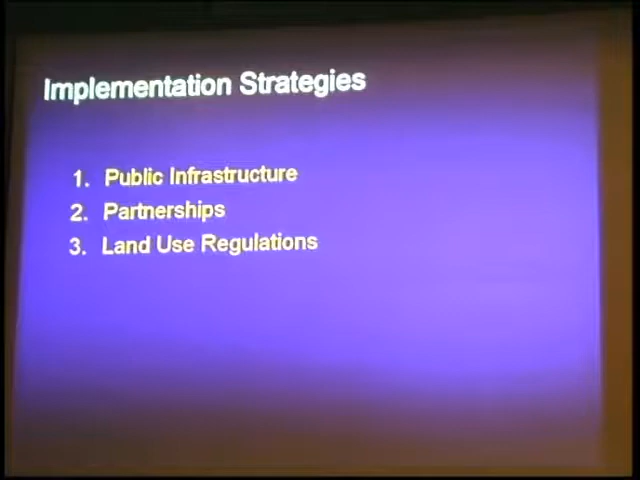 Implementation Strategies
1. Public Infrastructure
2. Partnerships
3. Land Use Regulations